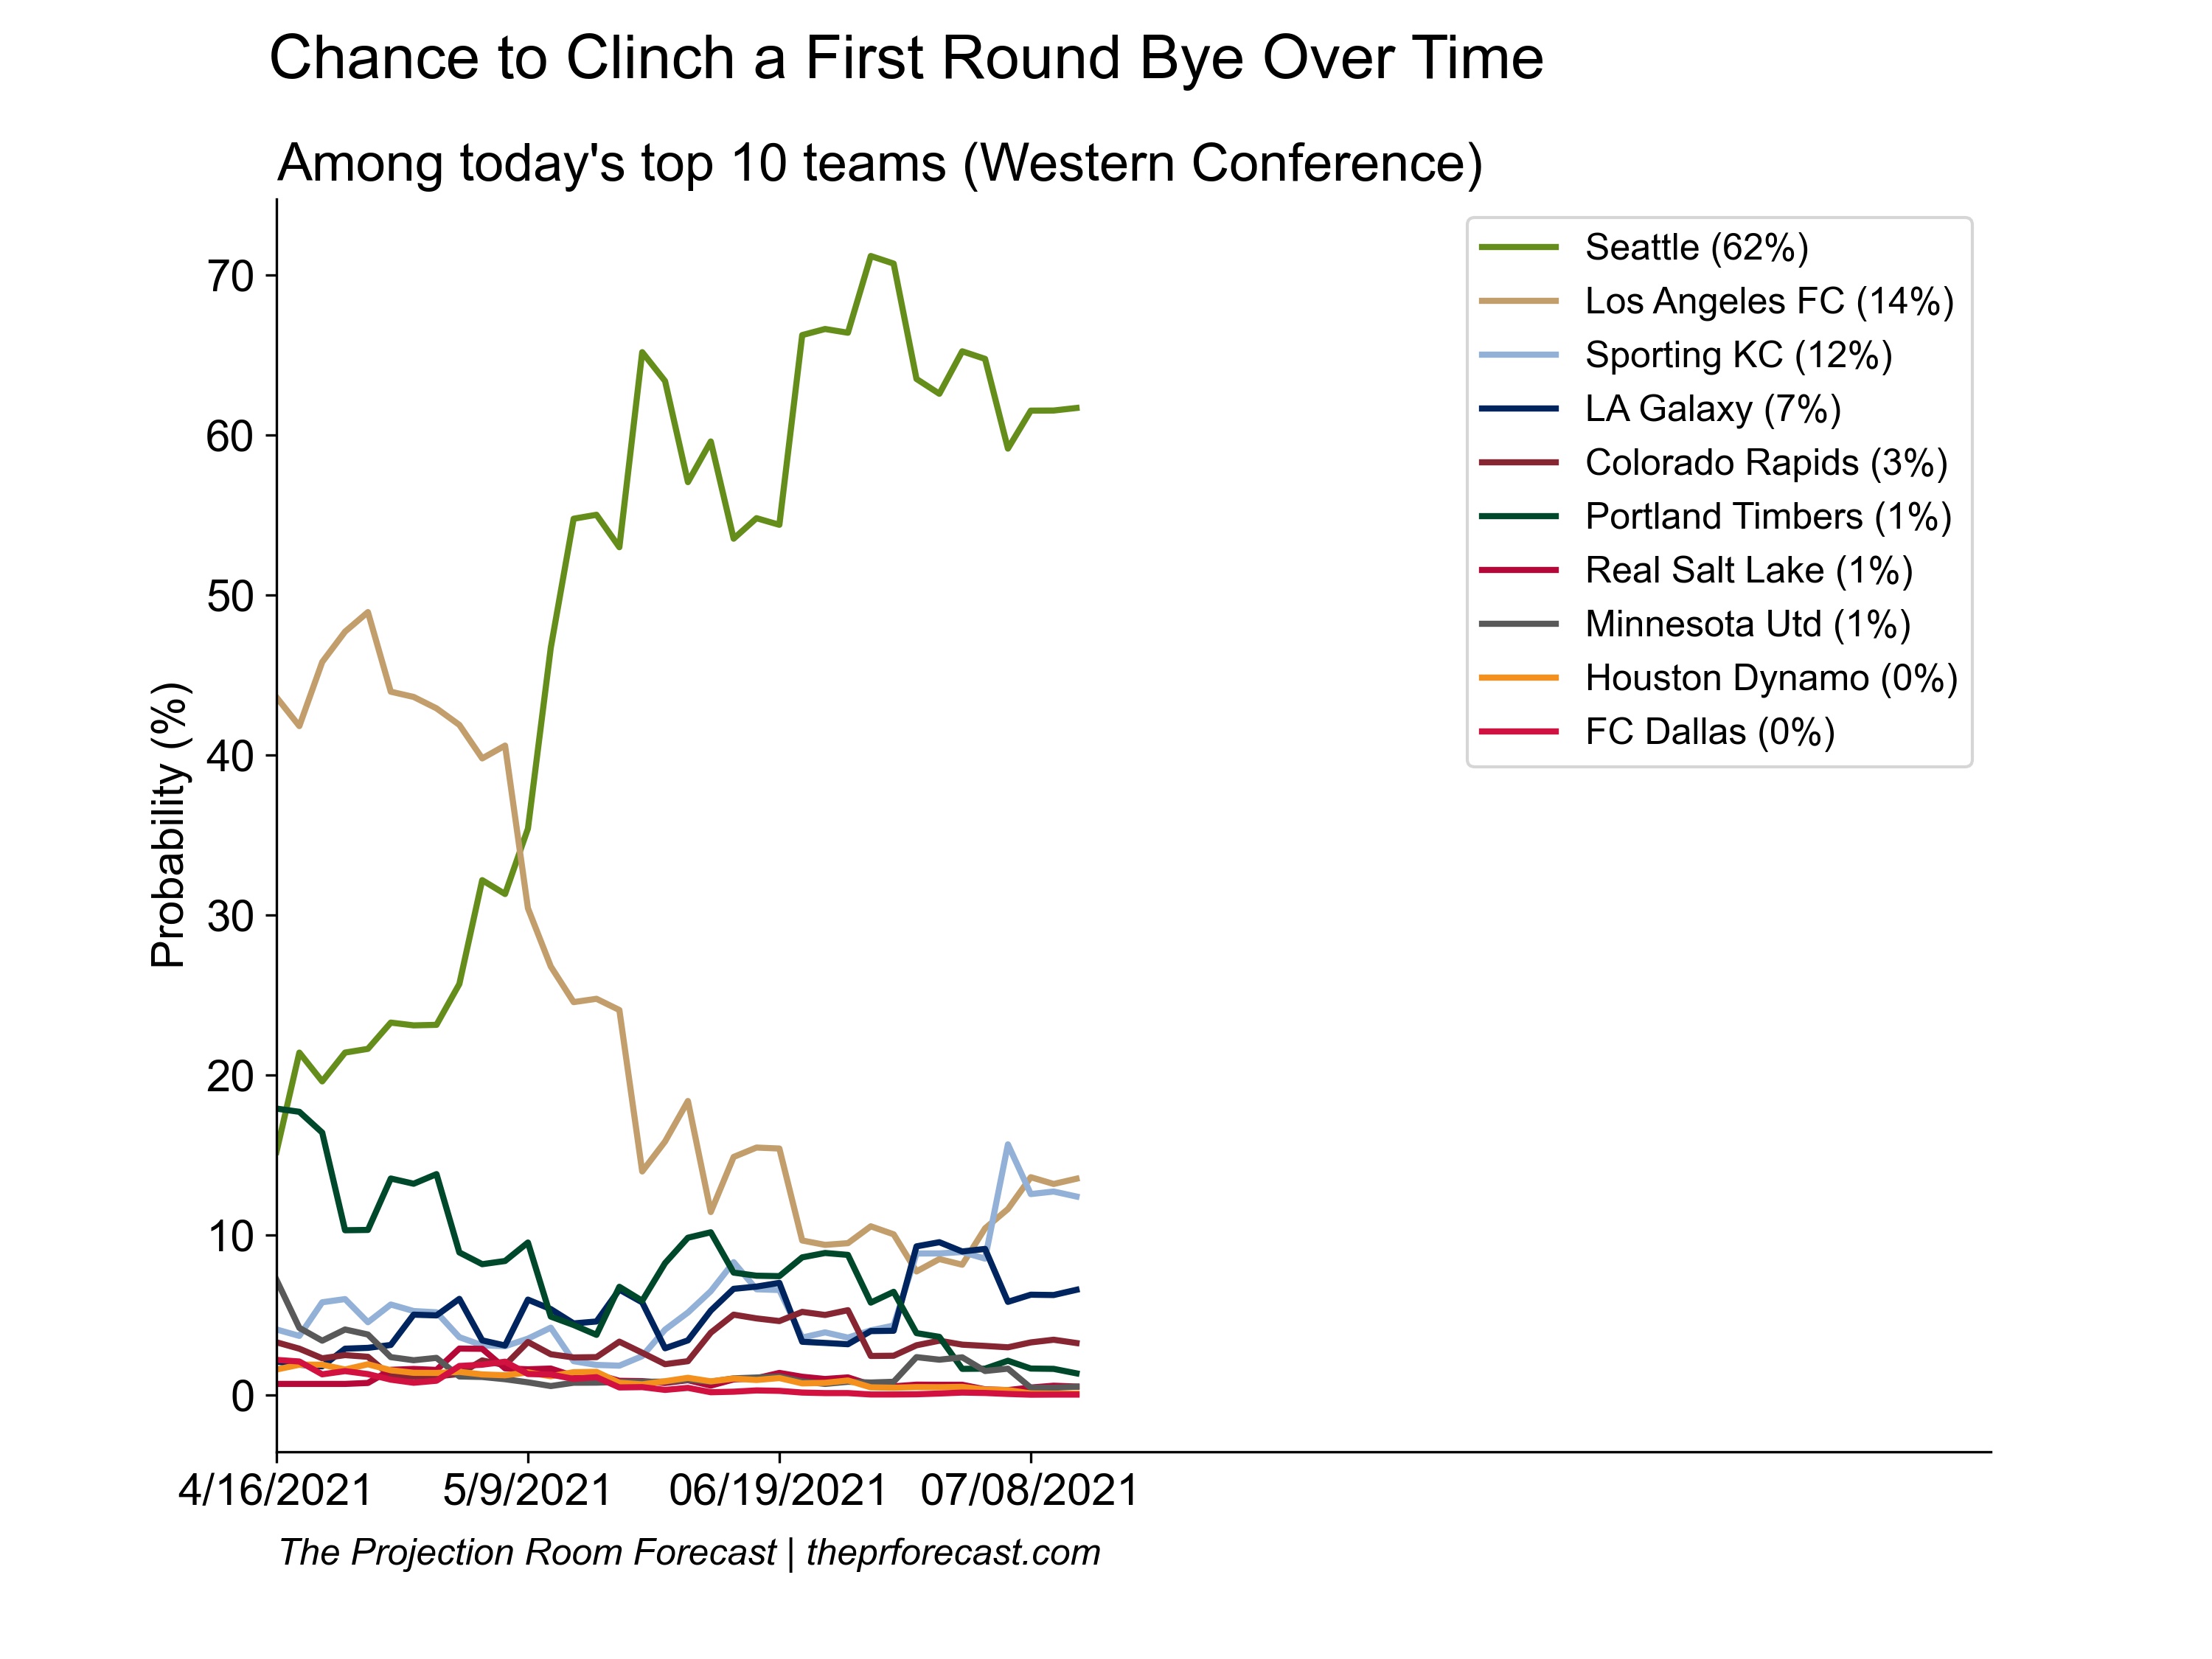 Chance to Clinch a First Round Bye Over Time
Among today's top 10 teams (Western Conference)
Seattle (62%)
Los Angeles FC (14%)
Sporting KC (12%)
LA Galaxy (7%)
Colorado Rapids (3%)
Portland Timbers (1%)
Real Salt Lake (1%)
Minnesota Utd (1%)
Houston Dynamo (0%)
FC Dallas (0%)
Probability (%)
70
60
50
40
30
20
10
0
4/16/2021 5/9/2021 06/19/2021 07/08/2021
The Projection Room Forecast | theprforecast.com